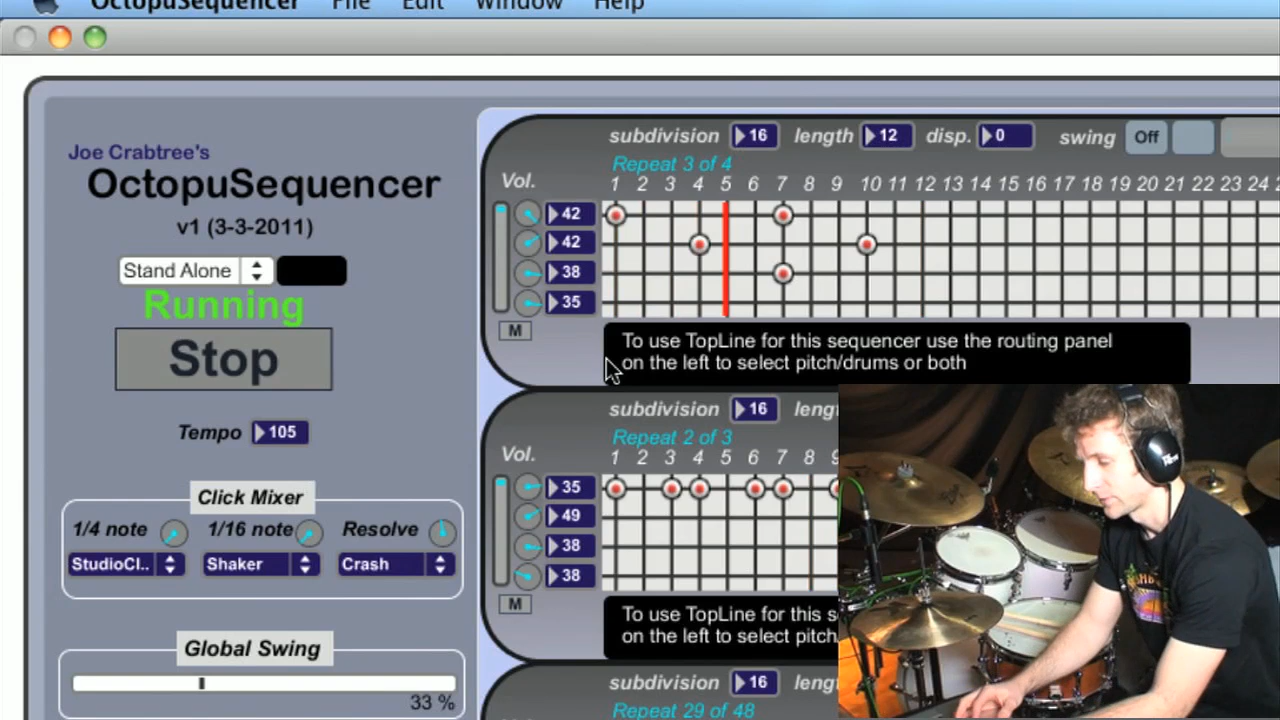 OctopuSequencer File Edit Window Help
Joe Crabtree's
OctopuSequencer
v1 (3-3-2011)
Stand Alone
Running
Stop
Tempo 105
Click Mixer
1/4 note 1/16 note Resolve
StudioCl.. Shaker Crash
Global Swing
33 %
subdivision 16 length 12 disp. 0 swing Off
Repeat 3 of 4
Vol. 1 2 3 4 5 6 7 8 9 10 11 12 13 14 15 16 17 18 19 20 21 22 23 24
42
42
38
35
M
To use TopLine for this sequencer use the routing panel
on the left to select pitch/drums or both
subdivision 16
Repeat 2 of 3
Vol. 1 2 3 4 5 6 7 8
35
49
38
38
M
To use TopLine for this
on the left to select pitch
subdivision 16
Repeat 29 of 48